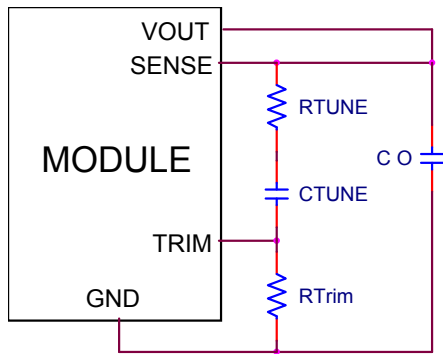 VOUT
SENSE
RTUNE
MODULE
C O
CTUNE
TRIM
GND
RTrim